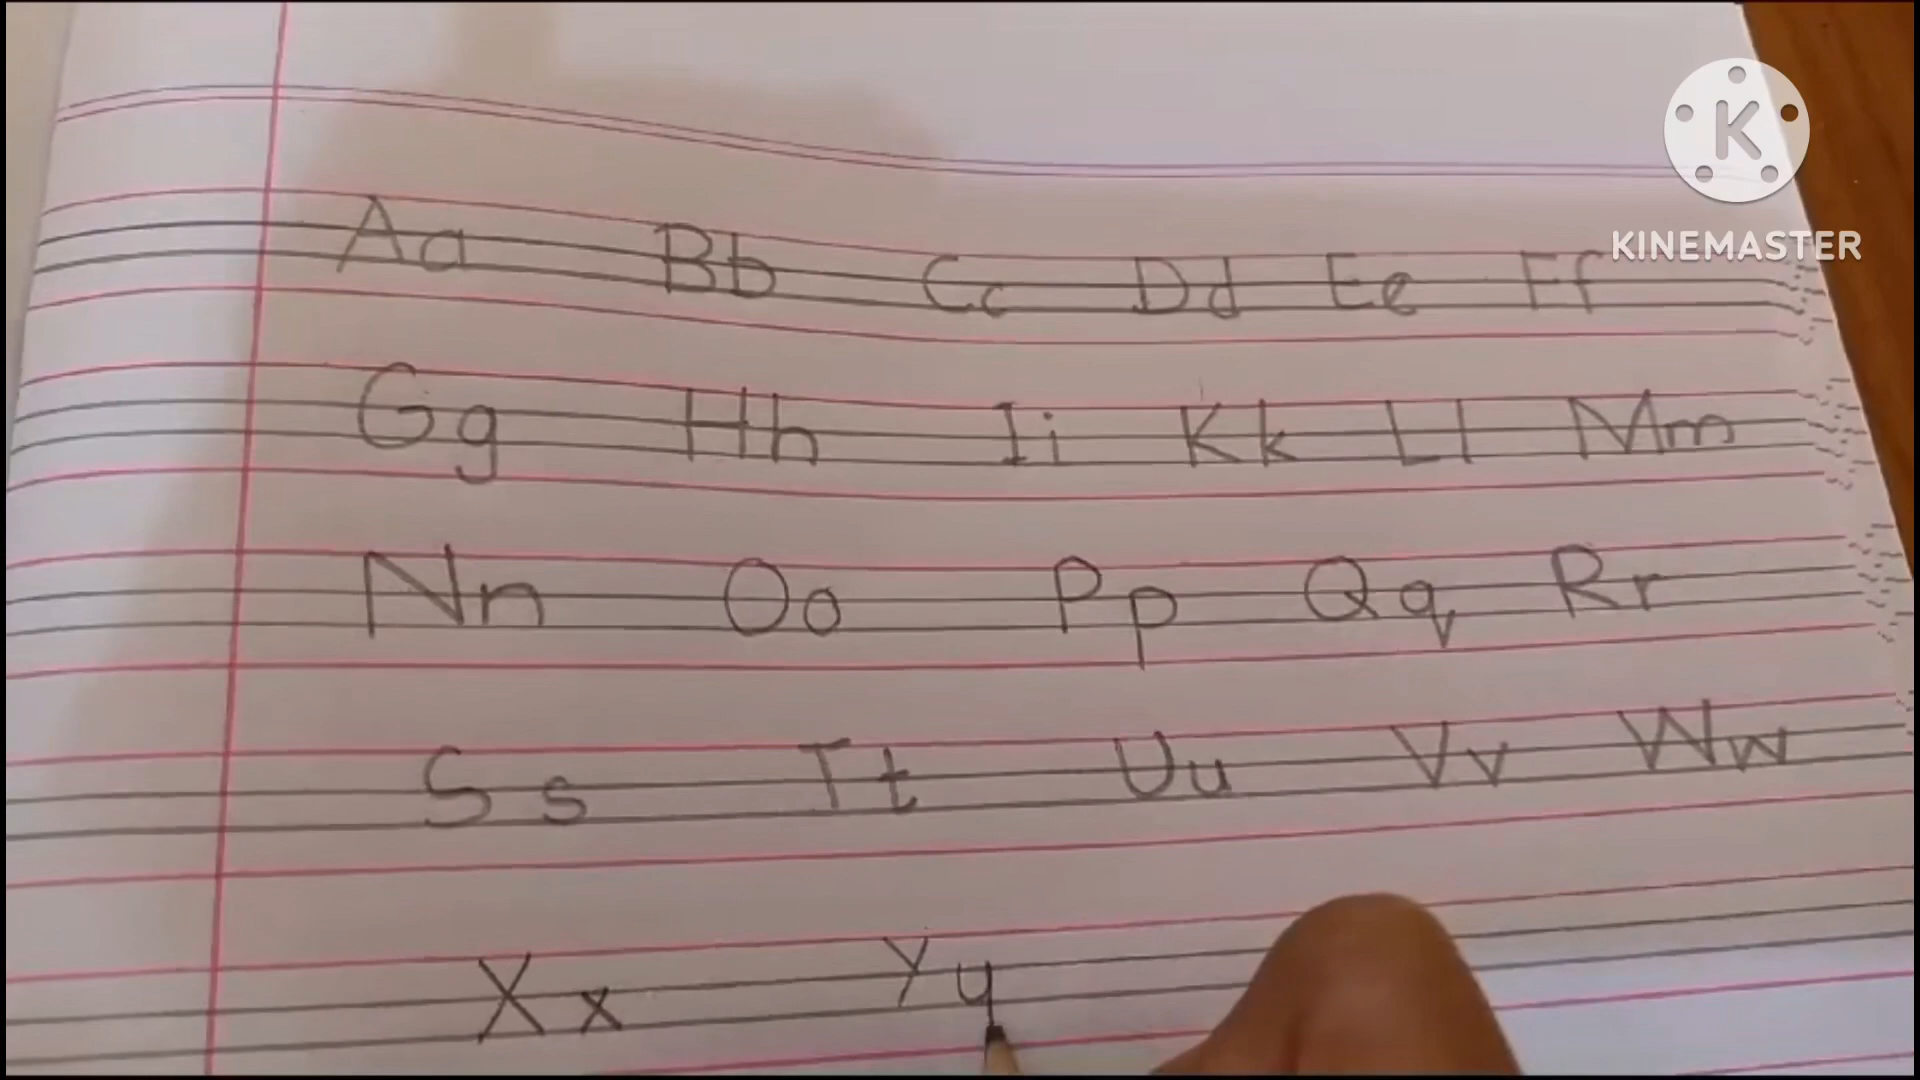 K
KINEMASTER
Aa Bb Cc Dd Ee Ff
Gg Hh Ii Kk Ll Mm
Nn Oo Pp Qq Rr
Ss Tt Uu Vv Ww
Xx Yy